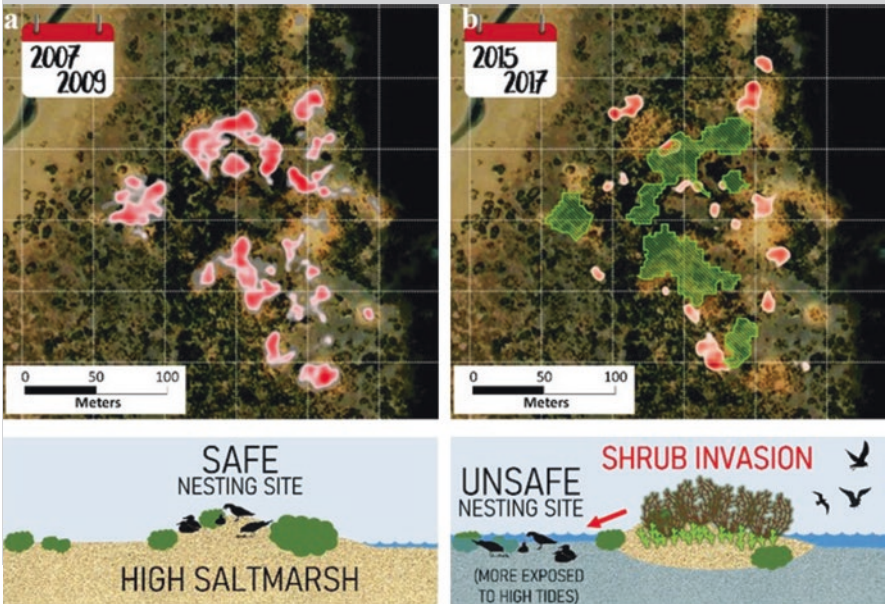 a
2007
2009
0 50 100
Meters
b
2015
2017
0 50 100
Meters
SAFE
NESTING SITE
HIGH SALTMARSH
SHRUB INVASION
UNSAFE
NESTING SITE
(MORE EXPOSED
TO HIGH TIDES)